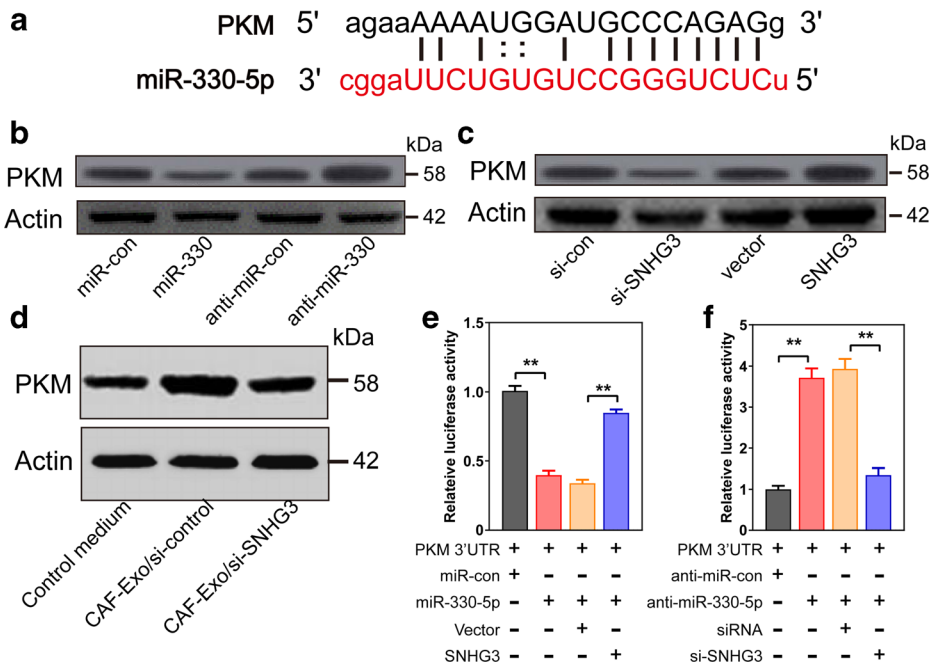 a
PKM 5' agaaAAAAUGGAUGCCCAGAGg 3'
miR-330-5p 3' cggaUUCUGUGUCCGGGUCUCu 5'
b
kDa
PKM
58
Actin
42
miR-con
miR-330
anti-miR-con
anti-miR-330
c
kDa
PKM
58
Actin
42
si-con
si-SNHG3
vector
SNHG3
d
kDa
PKM
58
Actin
42
Control medium
CAF-Exo/si-control
CAF-Exo/si-SNHG3
e
Relateive luciferase activity
1.5
1.0
0.5
0
**
**
PKM 3'UTR + + + +
miR-con + – – –
miR-330-5p – + + +
Vector – – + –
SNHG3 – – – +
f
Relateive luciferase activity
5
4
3
2
1
0
**
**
PKM 3'UTR + + + +
anti-miR-con + – – –
anti-miR-330-5p – + + +
siRNA – – + –
si-SNHG3 – – – +